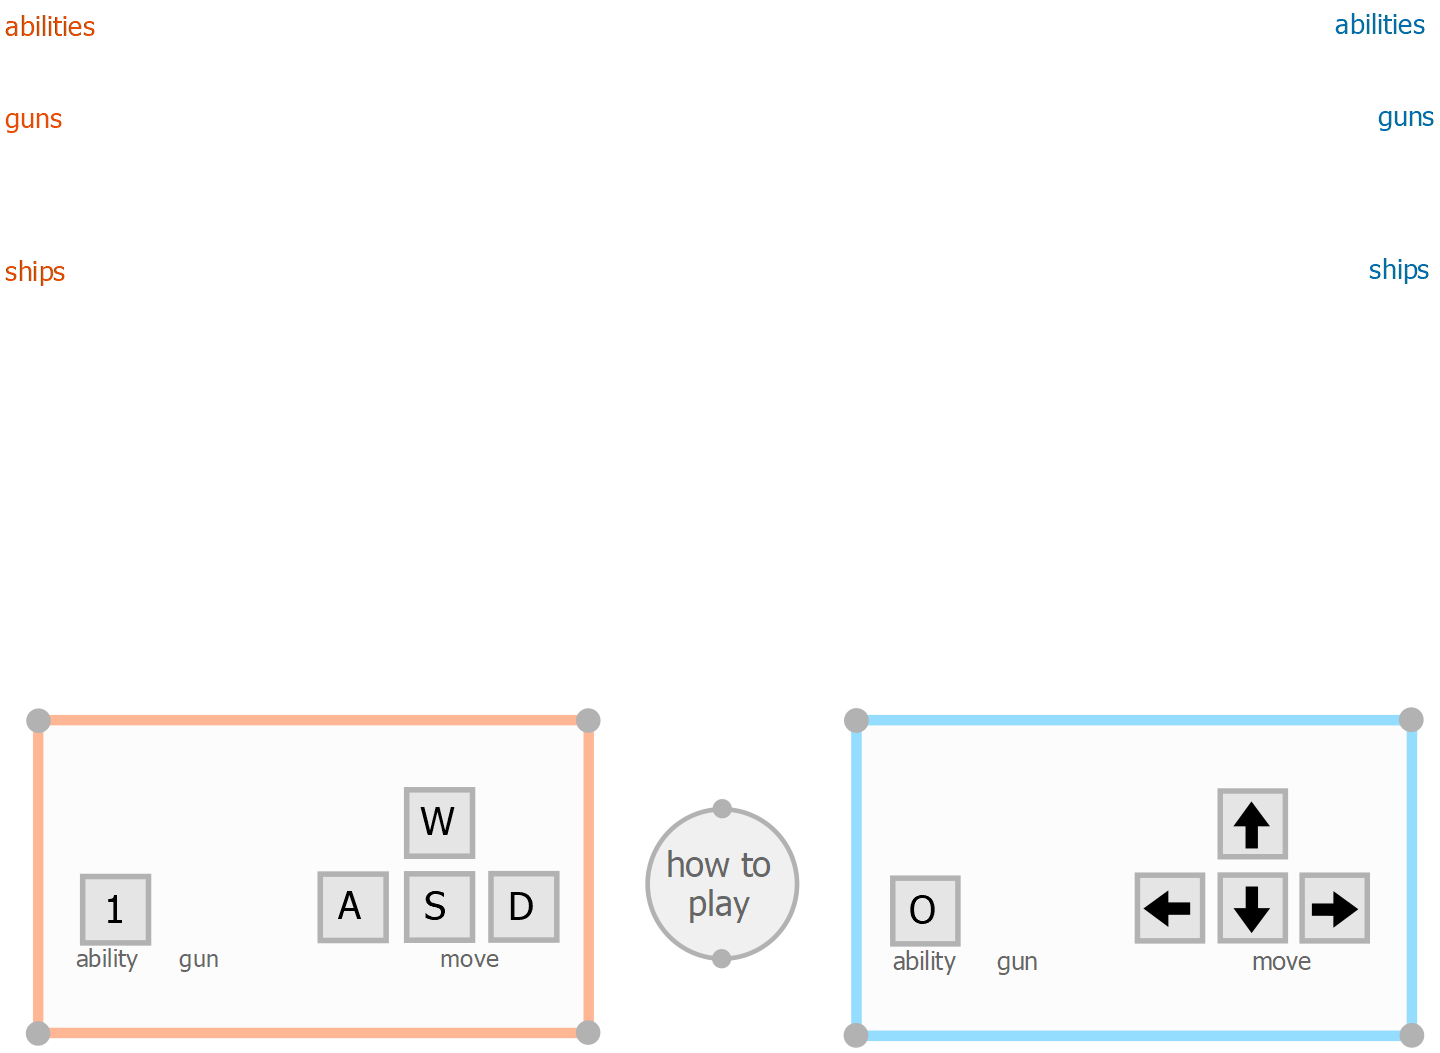 abilities
abilities
guns
guns
ships
ships
W
A S D
1
ability gun move
how to
play
O
ability gun move